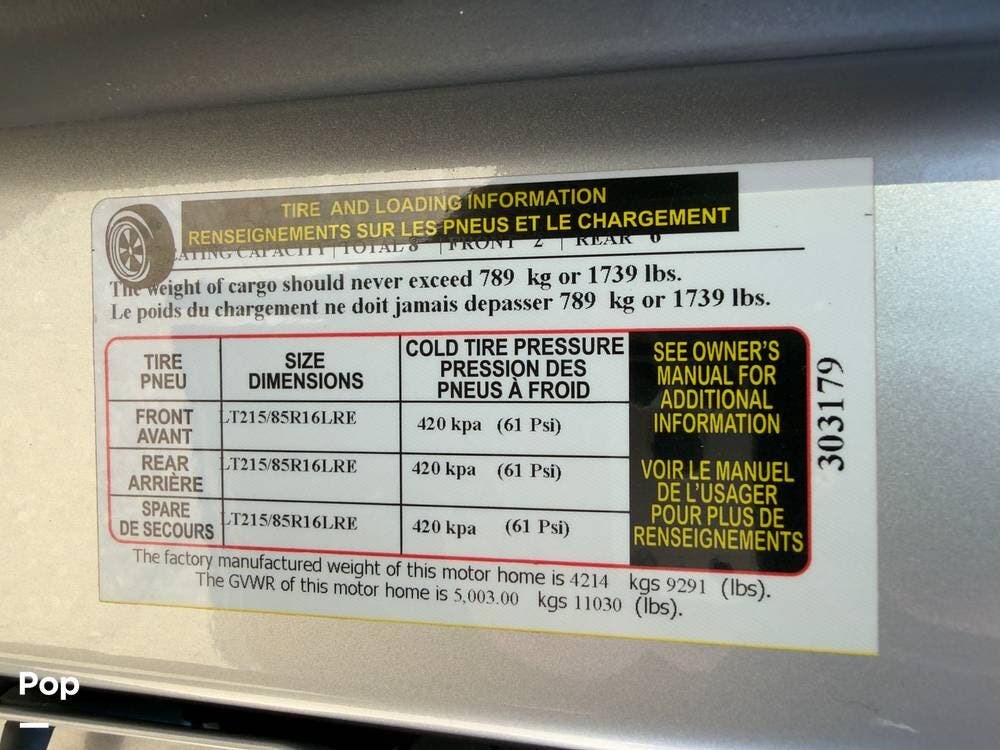 TIRE AND LOADING INFORMATION
RENSEIGNEMENTS SUR LES PNEUS ET LE CHARGEMENT
CAPACITY | TOTAL 8 | FRONT 2 | REAR 6
The weight of cargo should never exceed 789 kg or 1739 lbs.
Le poids du chargement ne doit jamais depasser 789 kg or 1739 lbs.
TIRE
PNEU
SIZE
DIMENSIONS
COLD TIRE PRESSURE
PRESSION DES
PNEUS À FROID
FRONT
AVANT
LT215/85R16LRE
420 kpa (61 Psi)
REAR
ARRIÈRE
LT215/85R16LRE
420 kpa (61 Psi)
SPARE
DE SECOURS
LT215/85R16LRE
420 kpa (61 Psi)
SEE OWNER'S
MANUAL FOR
ADDITIONAL
INFORMATION
VOIR LE MANUEL
DE L'USAGER
POUR PLUS DE
RENSEIGNEMENTS
3031179
The factory manufactured weight of this motor home is 4214 kgs 9291 (lbs).
The GVWR of this motor home is 5,003.00 kgs 11030 (lbs).
Pop